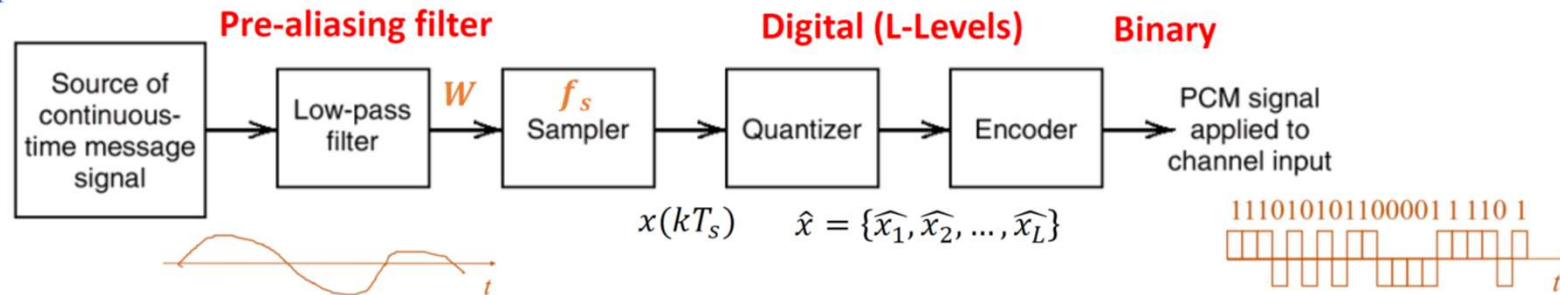 Pre-aliasing filter
Digital (L-Levels)
Binary
Source of
continuous-
time message
signal
Low-pass
filter
W
f_s
Sampler
Quantizer
Encoder
PCM signal
applied to
channel input
x(kT_s)
x̂ = {x̂_1, x̂_2, ..., x̂_L}
111010101100001 1 110 1
t
t